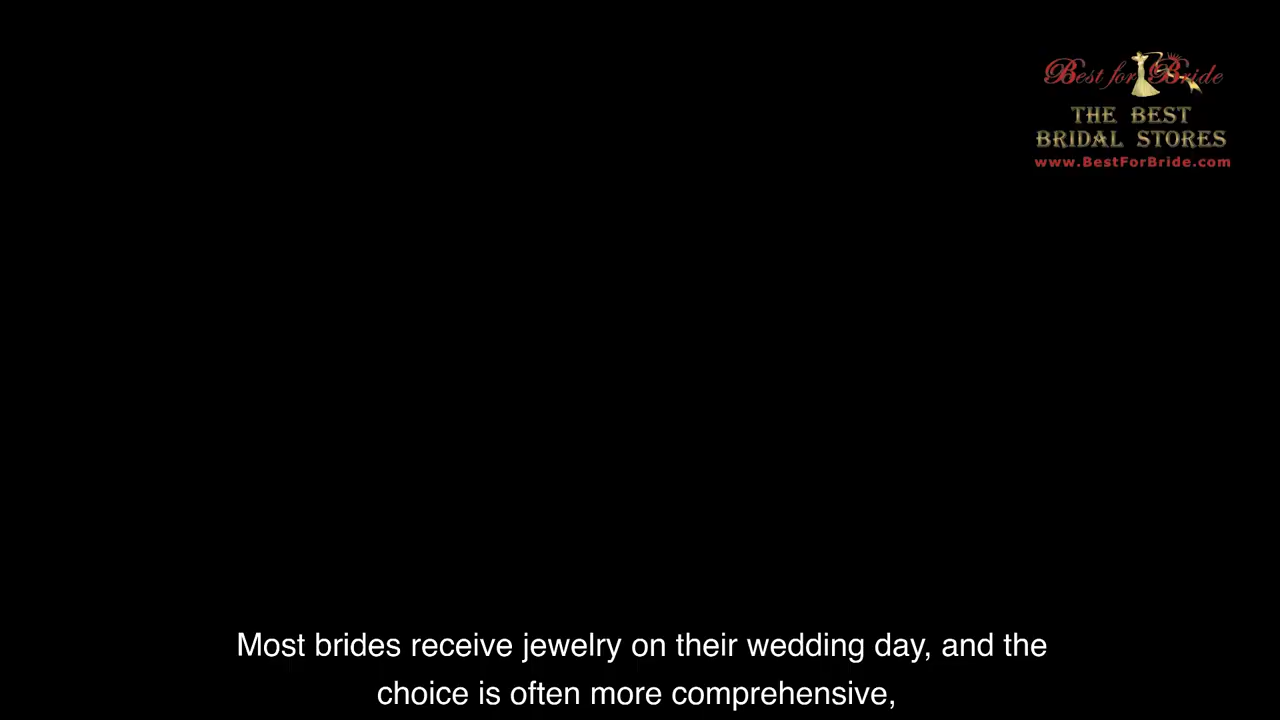 Best for Bride
THE BEST
BRIDAL STORES
www.BestForBride.com
Most brides receive jewelry on their wedding day, and the
choice is often more comprehensive,